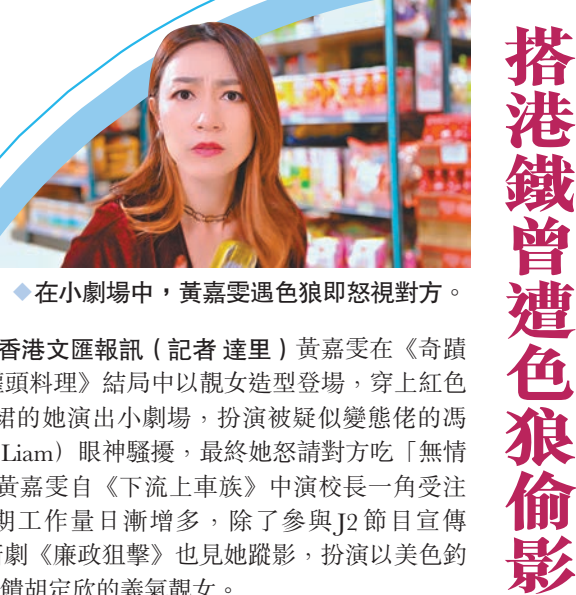 搭港鐵曾遭色狼偷影
◆在小劇場中，黃嘉雯遇色狼即怒視對方。
香港文匯報訊（記者 達里）黃嘉雯在《奇蹟
罐頭料理》結局中以靚女造型登場，穿上紅色
裙的她演出小劇場，扮演被疑似變態佬的馮
Liam）眼神騷擾，最終她怒請對方吃「無情
黃嘉雯自《下流上車族》中演校長一角受注
期工作量日漸增多，除了參與J2節目宣傳
新劇《廉政狙擊》也見她蹤影，扮演以美色釣
饋胡定欣的義氣靚女。